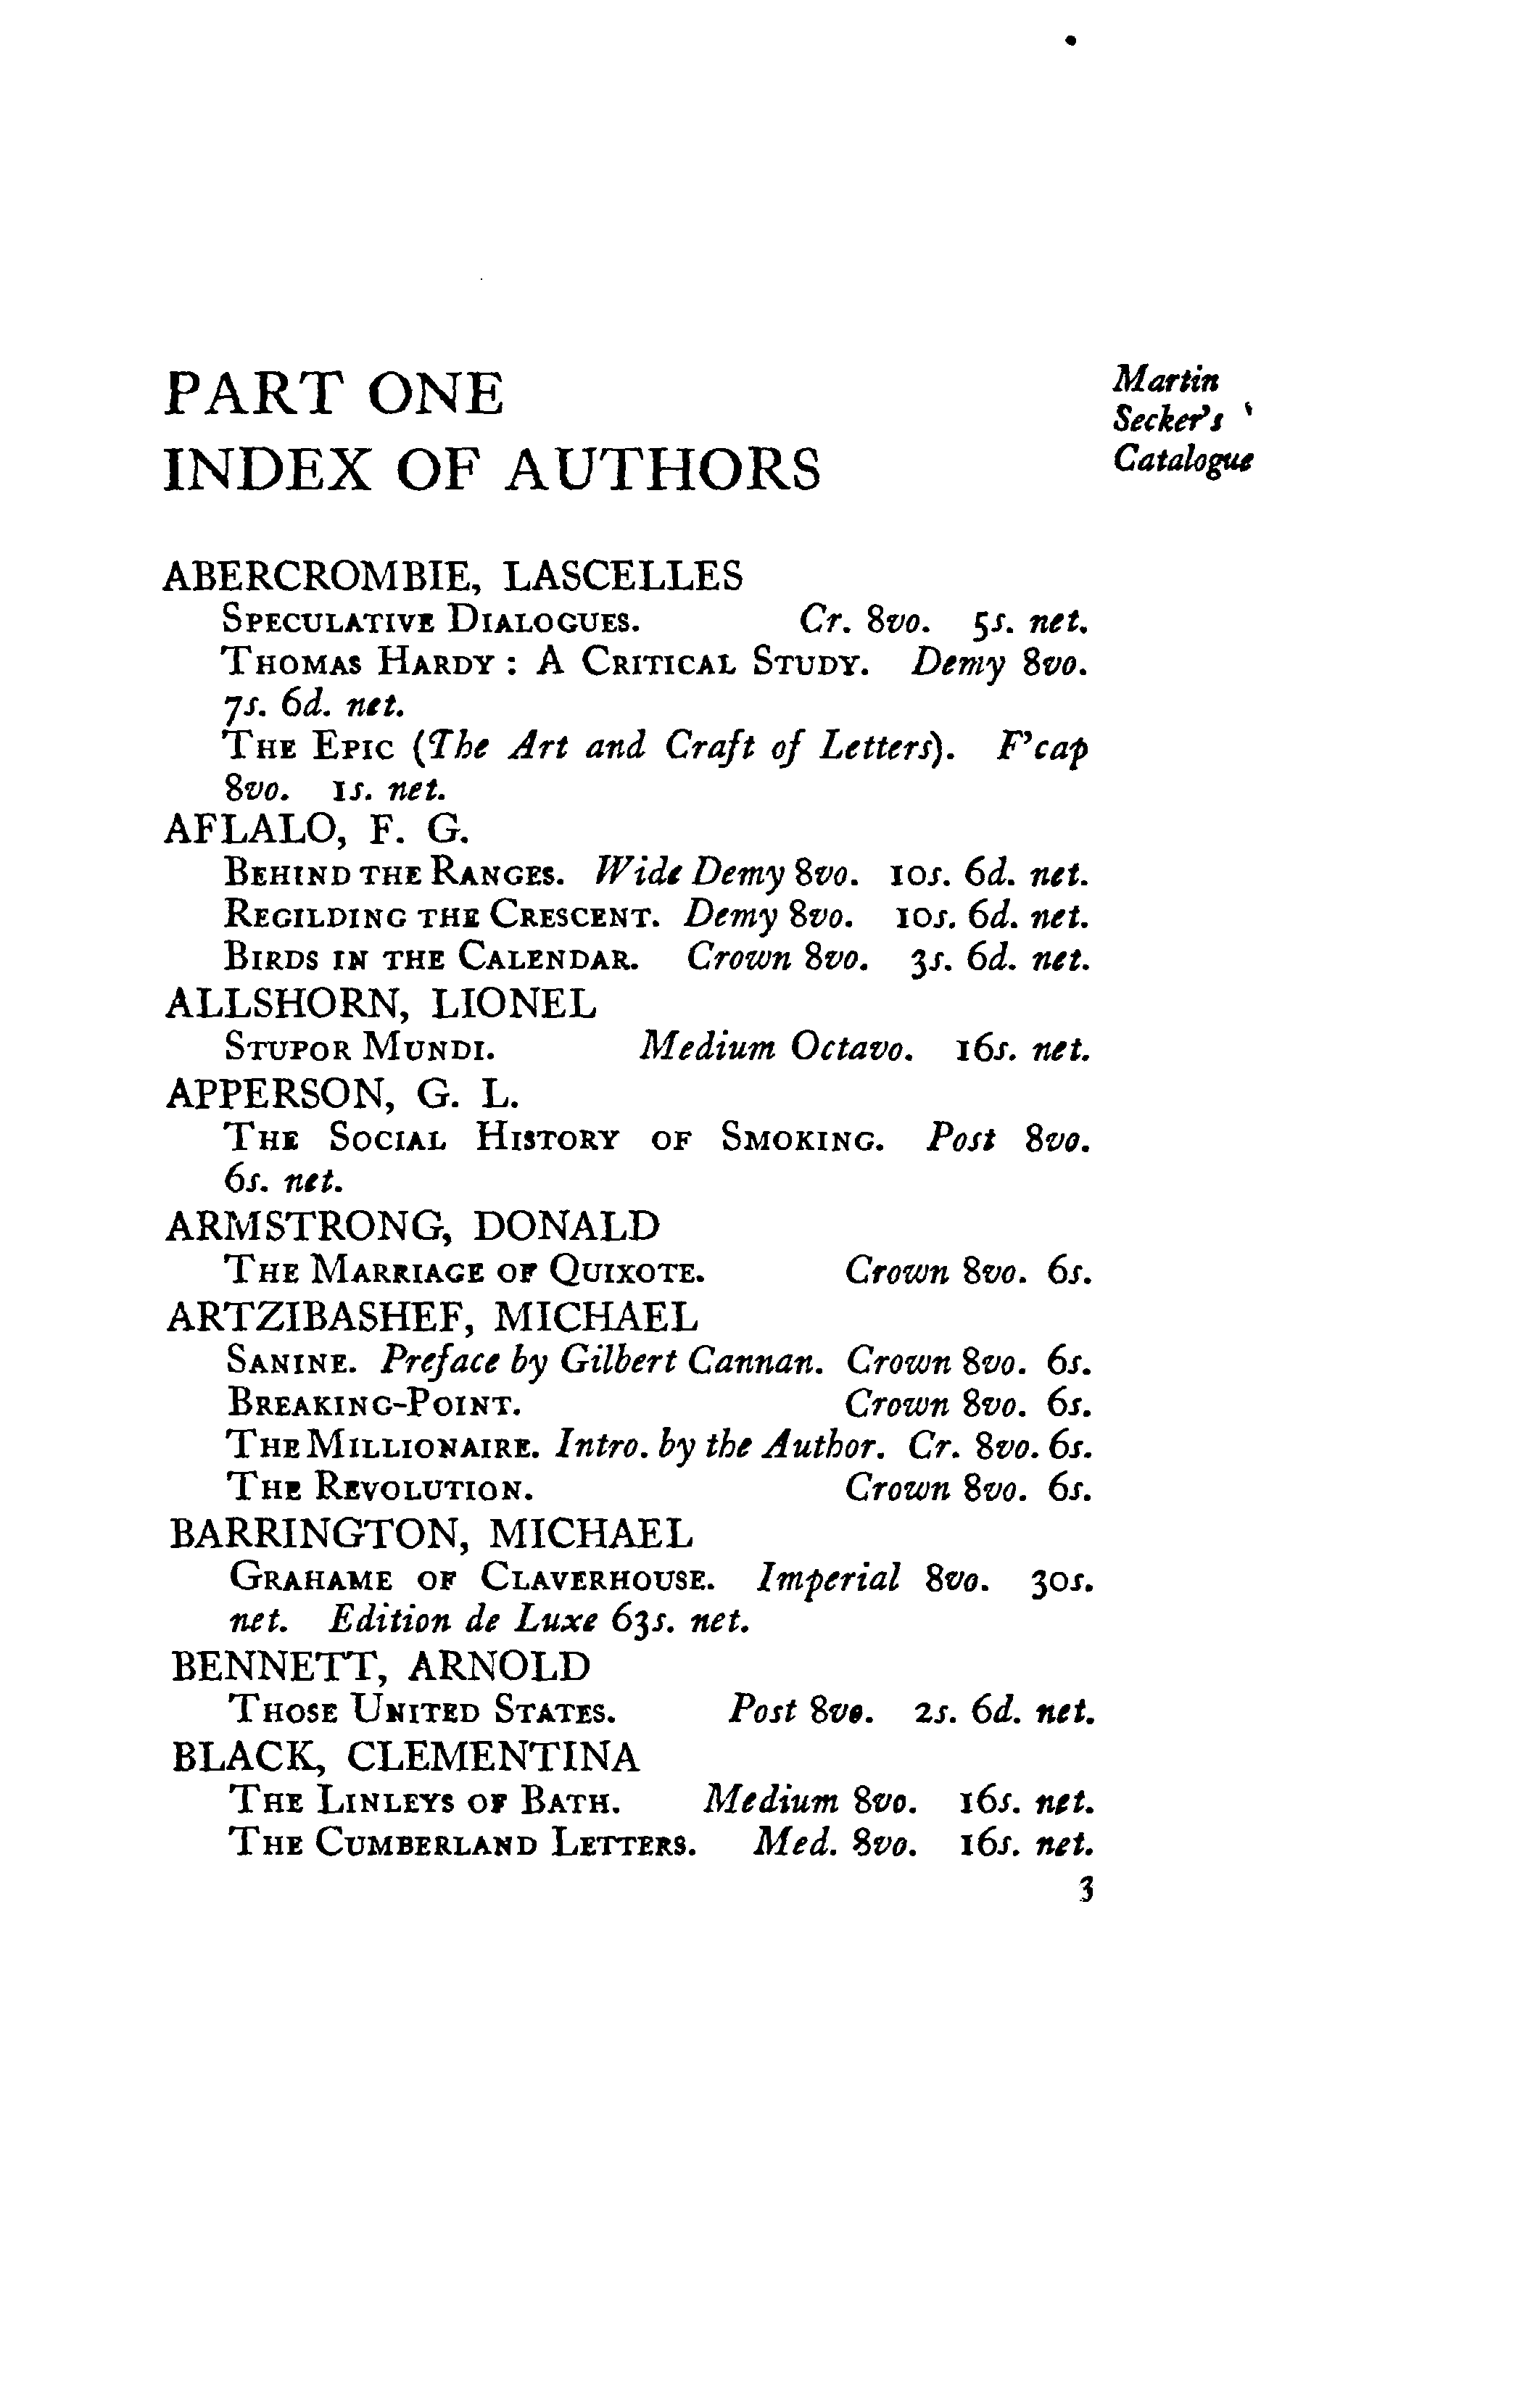 PART ONE
INDEX OF AUTHORS
Martin
Secker's
Catalogue
ABERCROMBIE, LASCELLES
SPECULATIVE DIALOGUES. Cr. 8vo. 5s. net.
THOMAS HARDY : A CRITICAL STUDY. Demy 8vo.
7s. 6d. net.
THE EPIC (The Art and Craft of Letters). F'cap
8vo. 1s. net.
AFLALO, F. G.
BEHIND THE RANGES. Wide Demy 8vo. 10s. 6d. net.
REGILDING THE CRESCENT. Demy 8vo. 10s. 6d. net.
BIRDS IN THE CALENDAR. Crown 8vo. 3s. 6d. net.
ALLSHORN, LIONEL
STUPOR MUNDI. Medium Octavo. 16s. net.
APPERSON, G. L.
THE SOCIAL HISTORY OF SMOKING. Post 8vo.
6s. net.
ARMSTRONG, DONALD
THE MARRIAGE OF QUIXOTE. Crown 8vo. 6s.
ARTZIBASHEF, MICHAEL
SANINE. Preface by Gilbert Cannan. Crown 8vo. 6s.
BREAKING-POINT. Crown 8vo. 6s.
THE MILLIONAIRE. Intro. by the Author. Cr. 8vo. 6s.
THE REVOLUTION. Crown 8vo. 6s.
BARRINGTON, MICHAEL
GRAHAME OF CLAVERHOUSE. Imperial 8vo. 30s.
net. Edition de Luxe 63s. net.
BENNETT, ARNOLD
THOSE UNITED STATES. Post 8vo. 2s. 6d. net.
BLACK, CLEMENTINA
THE LINLEYS OF BATH. Medium 8vo. 16s. net.
THE CUMBERLAND LETTERS. Med. 8vo. 16s. net.
3